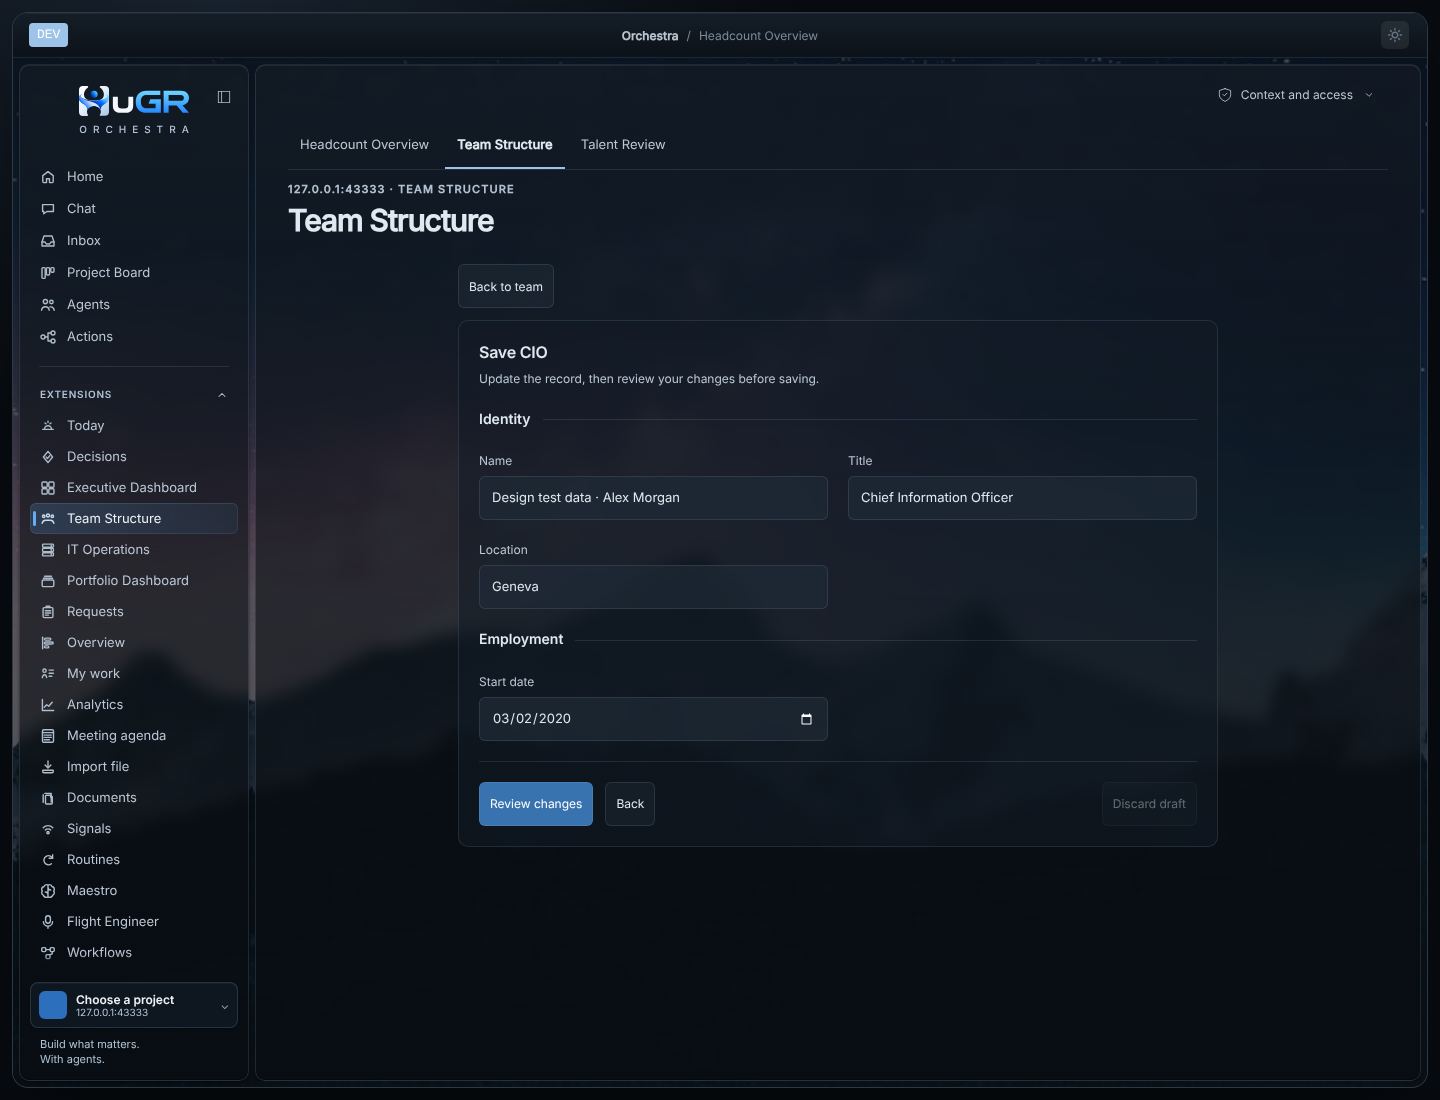 DEV
Orchestra / Headcount Overview
HuGR
ORCHESTRA
Context and access
Home
Chat
Inbox
Project Board
Agents
Actions
EXTENSIONS
Today
Decisions
Executive Dashboard
Team Structure
IT Operations
Portfolio Dashboard
Requests
Overview
My work
Analytics
Meeting agenda
Import file
Documents
Signals
Routines
Maestro
Flight Engineer
Workflows
Choose a project
127.0.0.1:43333
Build what matters.
With agents.
Headcount Overview Team Structure Talent Review
127.0.0.1:43333 · TEAM STRUCTURE
Team Structure
Back to team
Save CIO
Update the record, then review your changes before saving.
Identity
Name Title
Design test data · Alex Morgan Chief Information Officer
Location
Geneva
Employment
Start date
03/02/2020
Review changes Back Discard draft